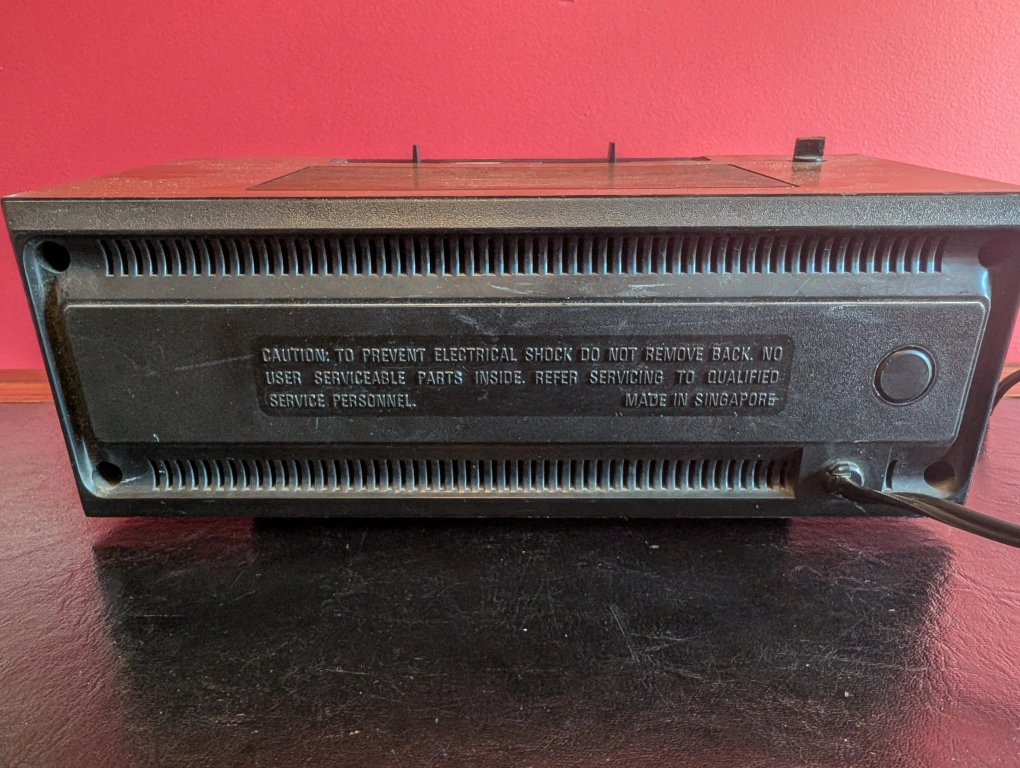 CAUTION: TO PREVENT ELECTRICAL SHOCK DO NOT REMOVE BACK. NO
USER SERVICEABLE PARTS INSIDE. REFER SERVICING TO QUALIFIED
SERVICE PERSONNEL. MADE IN SINGAPORE